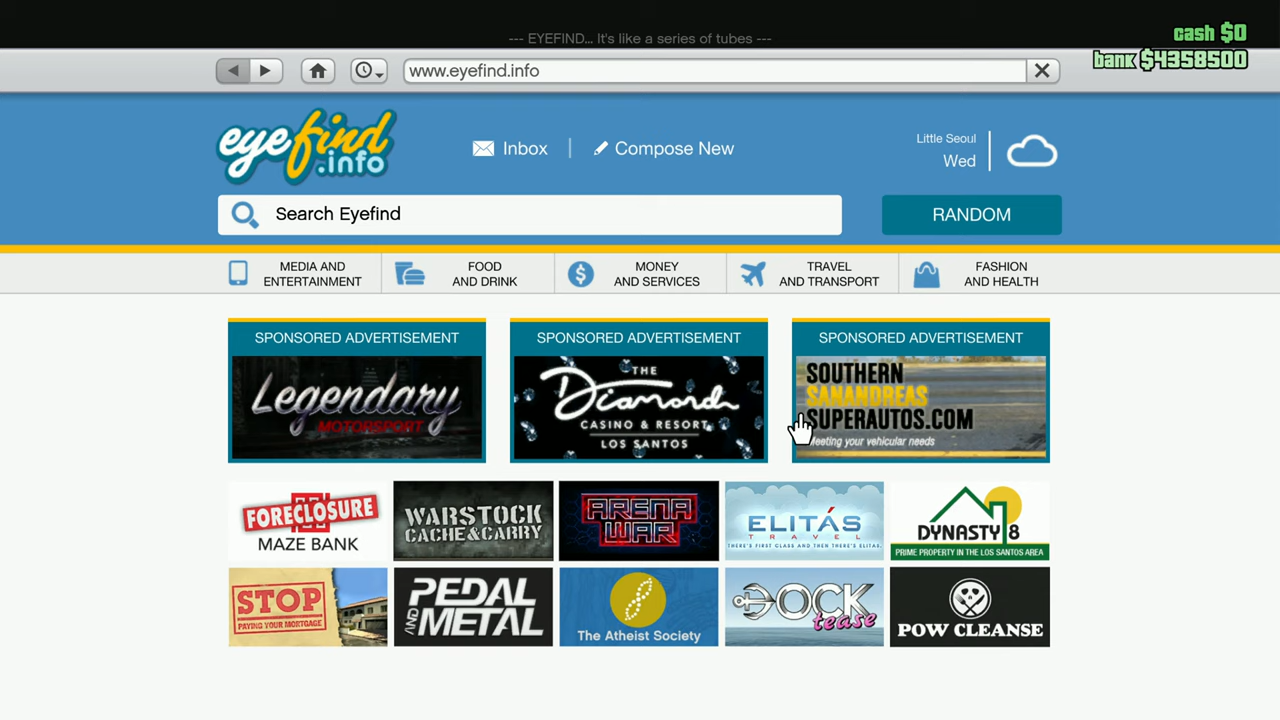 --- EYEFIND... It's like a series of tubes ---
cash $0
bank $4358500
www.eyefind.info
eyefind
.info
Inbox
Compose New
Little Seoul
Wed
Search Eyefind
RANDOM
MEDIA AND
ENTERTAINMENT
FOOD
AND DRINK
MONEY
AND SERVICES
TRAVEL
AND TRANSPORT
FASHION
AND HEALTH
SPONSORED ADVERTISEMENT
Legendary
MOTORSPORT
SPONSORED ADVERTISEMENT
THE
Diamond
CASINO & RESORT
LOS SANTOS
SPONSORED ADVERTISEMENT
SOUTHERN
SANANDREAS
SUPERAUTOS.COM
Meeting your vehicular needs
FORECLOSURE
MAZE BANK
WARSTOCK
CACHE&CARRY
ARENA
WAR
ELITÁS
TRAVEL
THERE'S FIRST CLASS AND THEN THERE'S ELITAS.
DYNASTY 8
PRIME PROPERTY IN THE LOS SANTOS AREA
STOP
PAYING YOUR MORTGAGE
PEDAL
AND METAL
The Atheist Society
DOCK
tease
POW CLEANSE